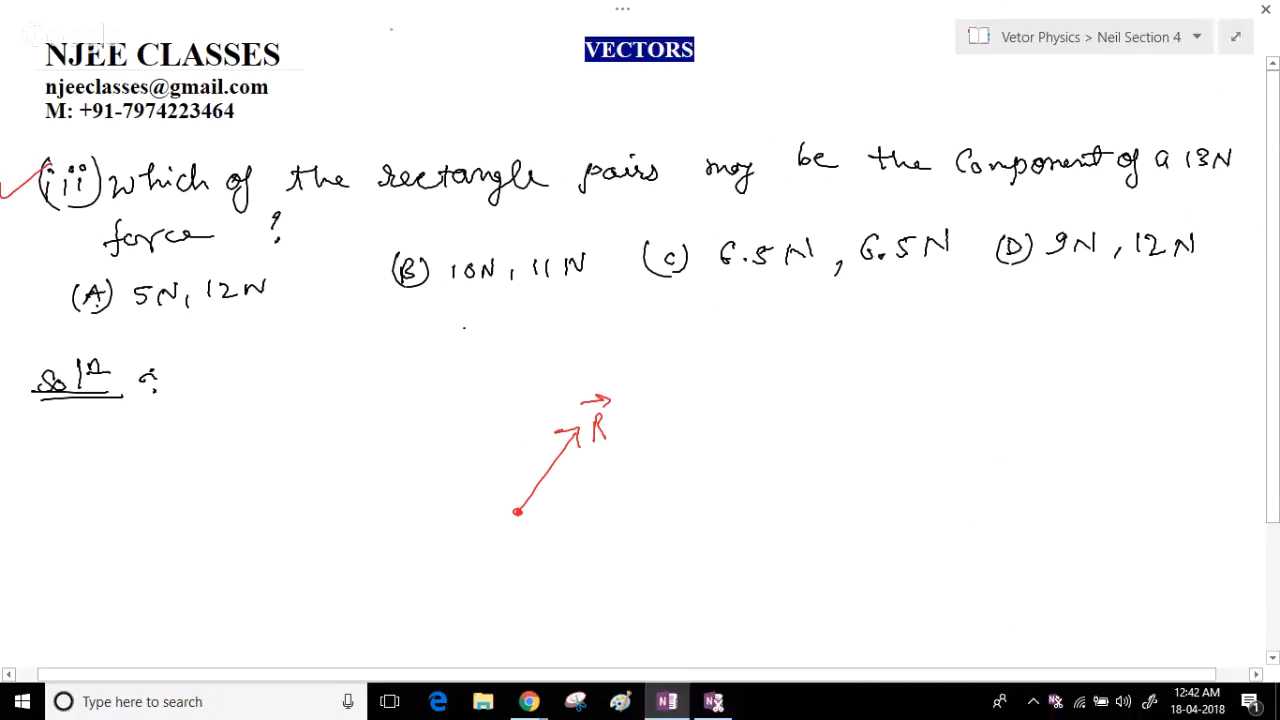 NJEE CLASSES
njeeclasses@gmail.com
M: +91-7974223464
VECTORS
Vetor Physics > Neil Section 4
(iii) which of the rectangle pairs may be the Component of a 13N
force ?
(A) 5N, 12N (B) 10N, 11N (C) 6.5N, 6.5N (D) 9N, 12N
Solⁿ :
R
Type here to search
12:42 AM
18-04-2018